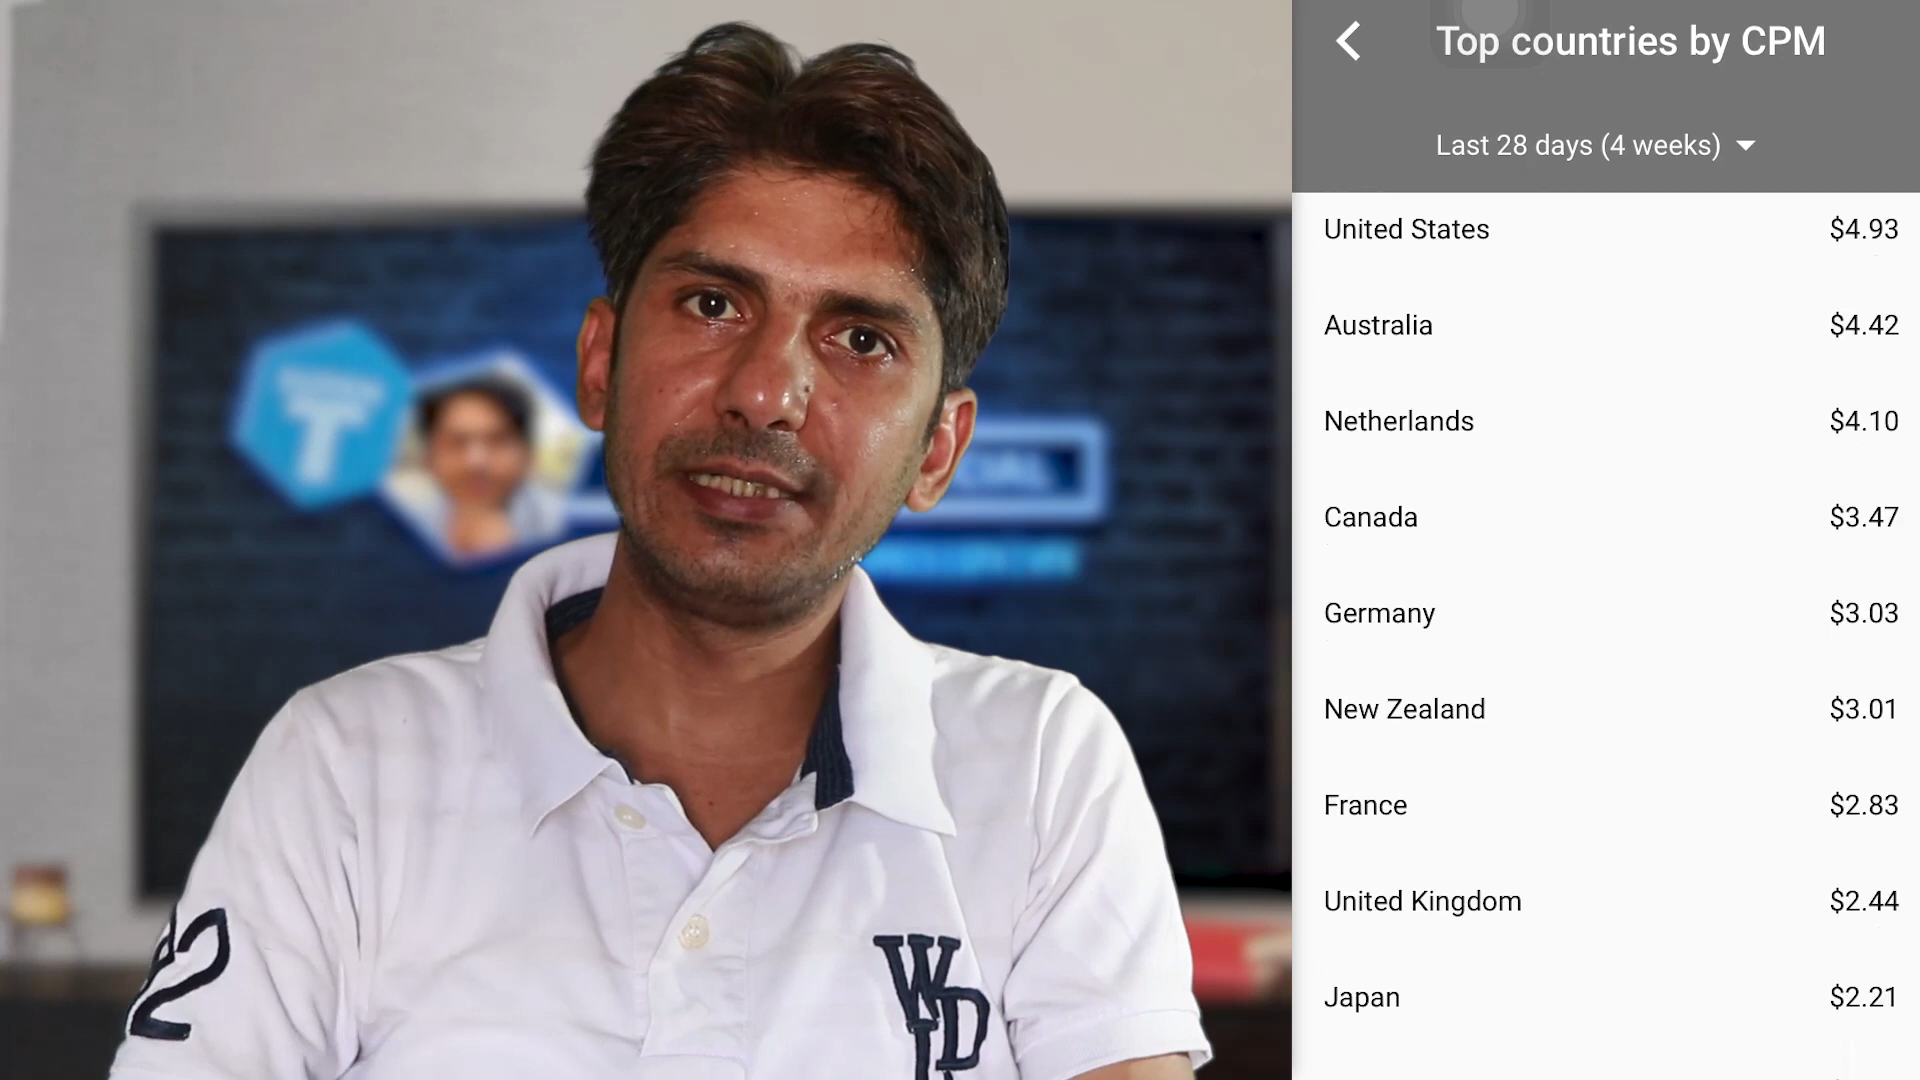 Top countries by CPM
Last 28 days (4 weeks)
United States $4.93
Australia $4.42
Netherlands $4.10
Canada $3.47
Germany $3.03
New Zealand $3.01
France $2.83
United Kingdom $2.44
Japan $2.21
T
WD
2